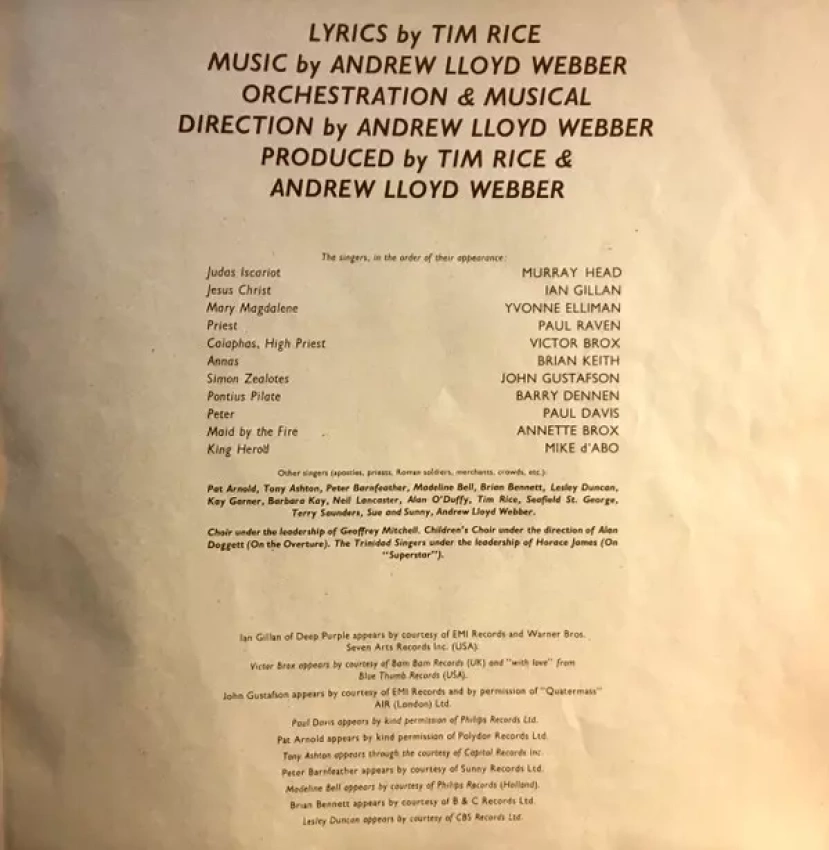 LYRICS by TIM RICE
MUSIC by ANDREW LLOYD WEBBER
ORCHESTRATION & MUSICAL
DIRECTION by ANDREW LLOYD WEBBER
PRODUCED by TIM RICE &
ANDREW LLOYD WEBBER
The singers, in the order of their appearance:
Judas Iscariot MURRAY HEAD
Jesus Christ IAN GILLAN
Mary Magdalene YVONNE ELLIMAN
Priest PAUL RAVEN
Caiaphas, High Priest VICTOR BROX
Annas BRIAN KEITH
Simon Zealotes JOHN GUSTAFSON
Pontius Pilate BARRY DENNEN
Peter PAUL DAVIS
Maid by the Fire ANNETTE BROX
King Herod MIKE d'ABO
Other singers (apostles, priests, Roman soldiers, merchants, crowds, etc.):
Pat Arnold, Tony Ashton, Peter Barnfeather, Madeline Bell, Brian Bennett, Lesley Duncan,
Kay Garner, Barbara Kay, Neil Lancaster, Alan O'Duffy, Tim Rice, Seafield St. George,
Terry Saunders, Sue and Sunny, Andrew Lloyd Webber.
Choir under the leadership of Geoffrey Mitchell. Children's Choir under the direction of Alan
Doggett (On the Overture). The Trinidad Singers under the leadership of Horace James (On
"Superstar").
Ian Gillan of Deep Purple appears by courtesy of EMI Records and Warner Bros.
Seven Arts Records Inc. (USA).
Victor Brox appears by courtesy of Bam Bam Records (UK) and "with love" from
Blue Thumb Records (USA).
John Gustafson appears by courtesy of EMI Records and by permission of "Quatermass"
AIR (London) Ltd.
Paul Davis appears by kind permission of Philips Records Ltd.
Pat Arnold appears by kind permission of Polydor Records Ltd.
Tony Ashton appears through the courtesy of Capitol Records Inc.
Peter Barnfeather appears by courtesy of Sunny Records Ltd.
Madeline Bell appears by courtesy of Philips Records (Holland).
Brian Bennett appears by courtesy of B & C Records Ltd.
Lesley Duncan appears by courtesy of CBS Records Ltd.